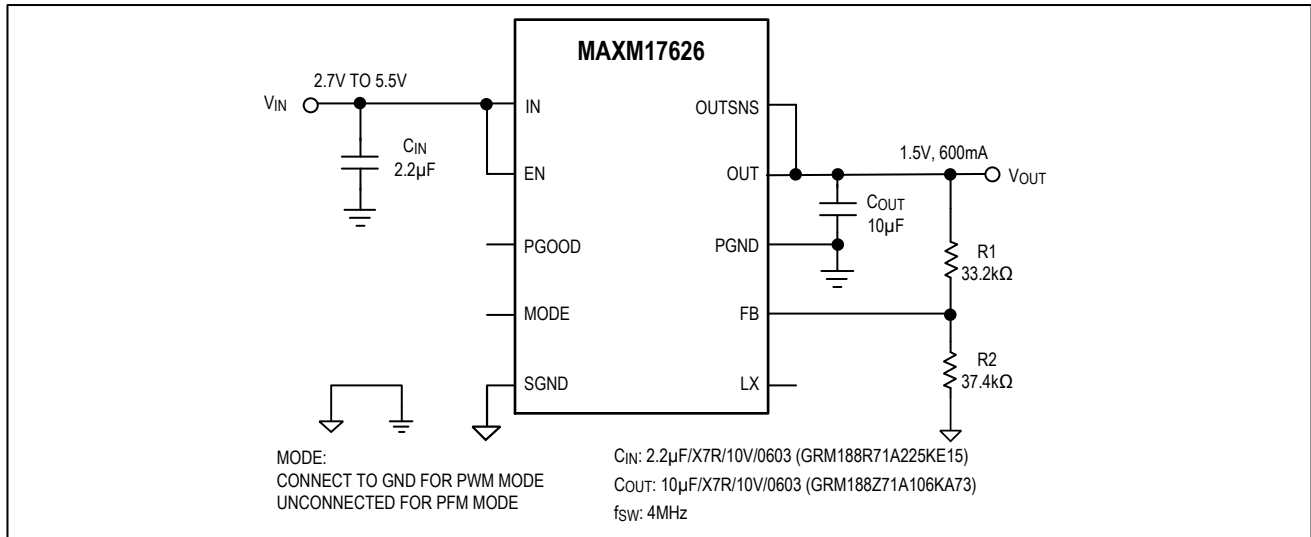 MAXM17626
2.7V TO 5.5V
VIN
CIN
2.2µF
IN
EN
PGOOD
MODE
SGND
OUTSNS
OUT
PGND
FB
LX
1.5V, 600mA
VOUT
COUT
10µF
R1
33.2kΩ
R2
37.4kΩ
MODE:
CONNECT TO GND FOR PWM MODE
UNCONNECTED FOR PFM MODE
CIN: 2.2µF/X7R/10V/0603 (GRM188R71A225KE15)
COUT: 10µF/X7R/10V/0603 (GRM188Z71A106KA73)
fSW: 4MHz